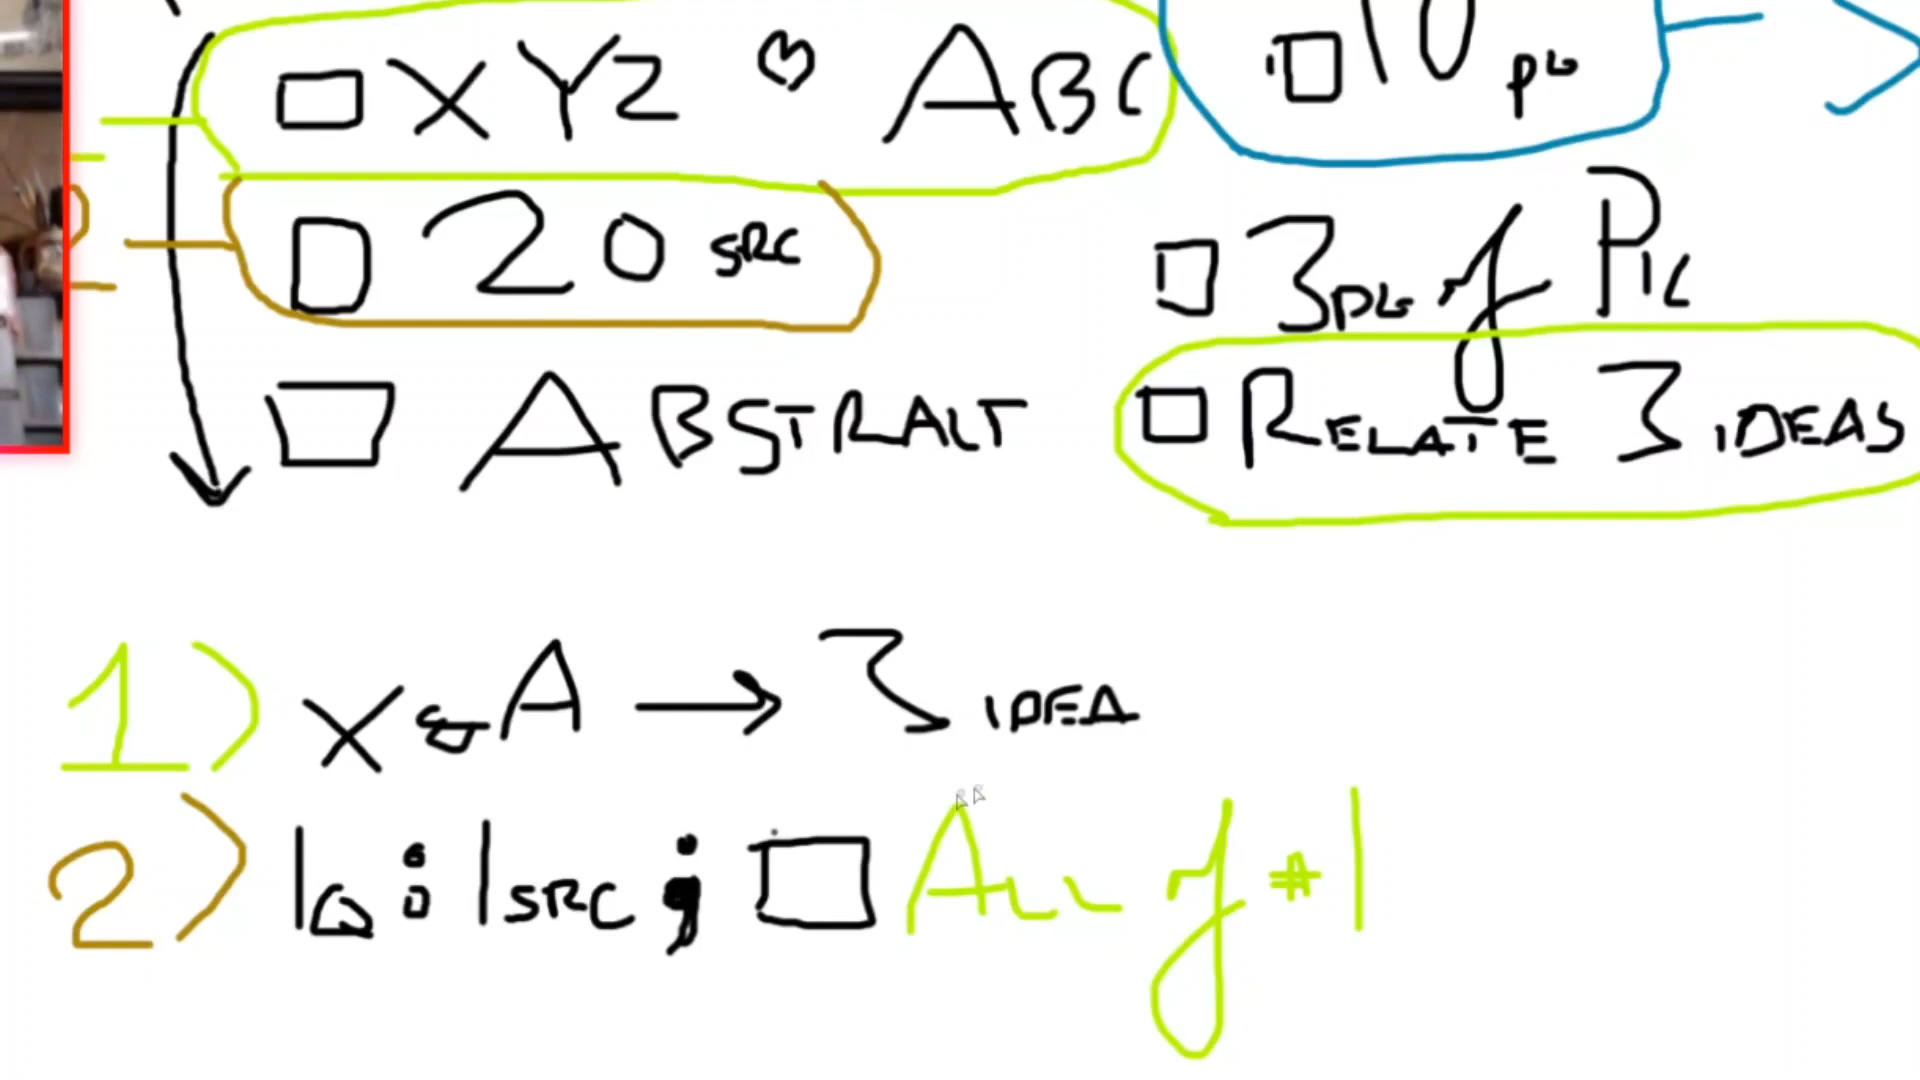 XYZ & ABC
10 pg
20 SRC
3 pg of Pic
ABSTRACT
RELATE 3 IDEAS
1) X & A → 3 IDEA
2) 1Q : 1 SRC ; ALL of #1